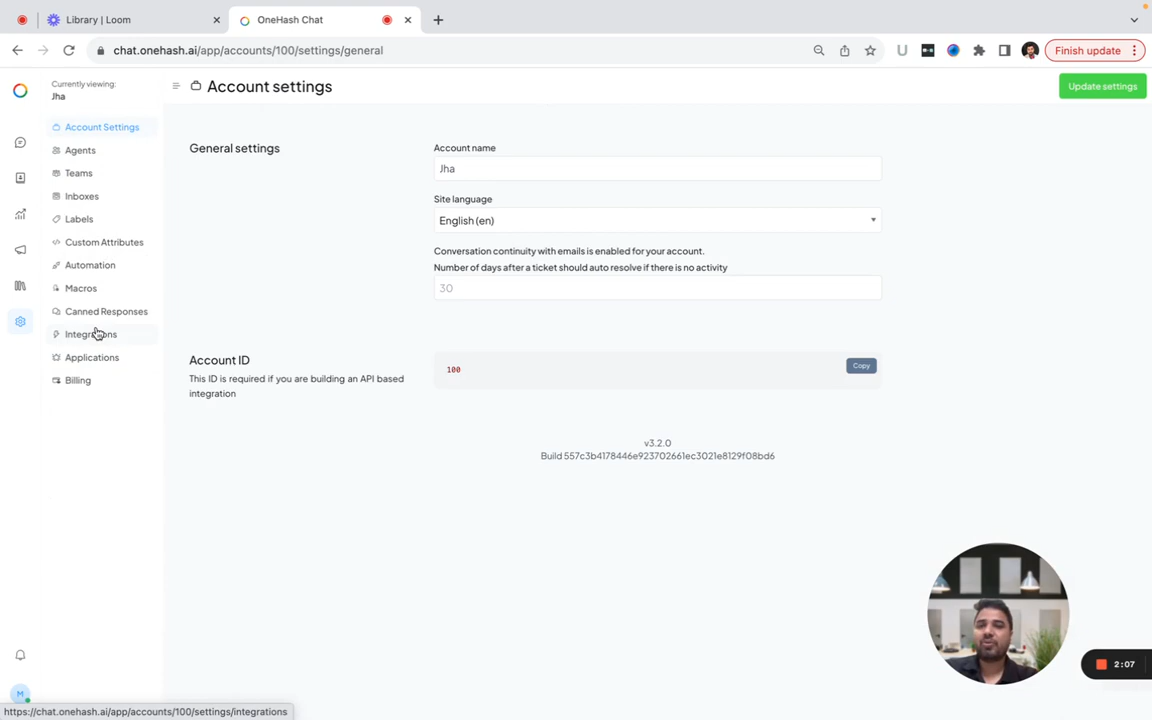 Library | Loom
OneHash Chat
chat.onehash.ai/app/accounts/100/settings/general
Finish update
Currently viewing:
Jha
Account settings
Update settings
Account Settings
Agents
Teams
Inboxes
Labels
Custom Attributes
Automation
Macros
Canned Responses
Integrations
Applications
Billing
General settings
Account name
Jha
Site language
English (en)
Conversation continuity with emails is enabled for your account.
Number of days after a ticket should auto resolve if there is no activity
30
Account ID
This ID is required if you are building an API based
integration
100
Copy
v3.2.0
Build 557c3b4178446e923702661ec3021e8129f08bd6
2:07
M
https://chat.onehash.ai/app/accounts/100/settings/integrations